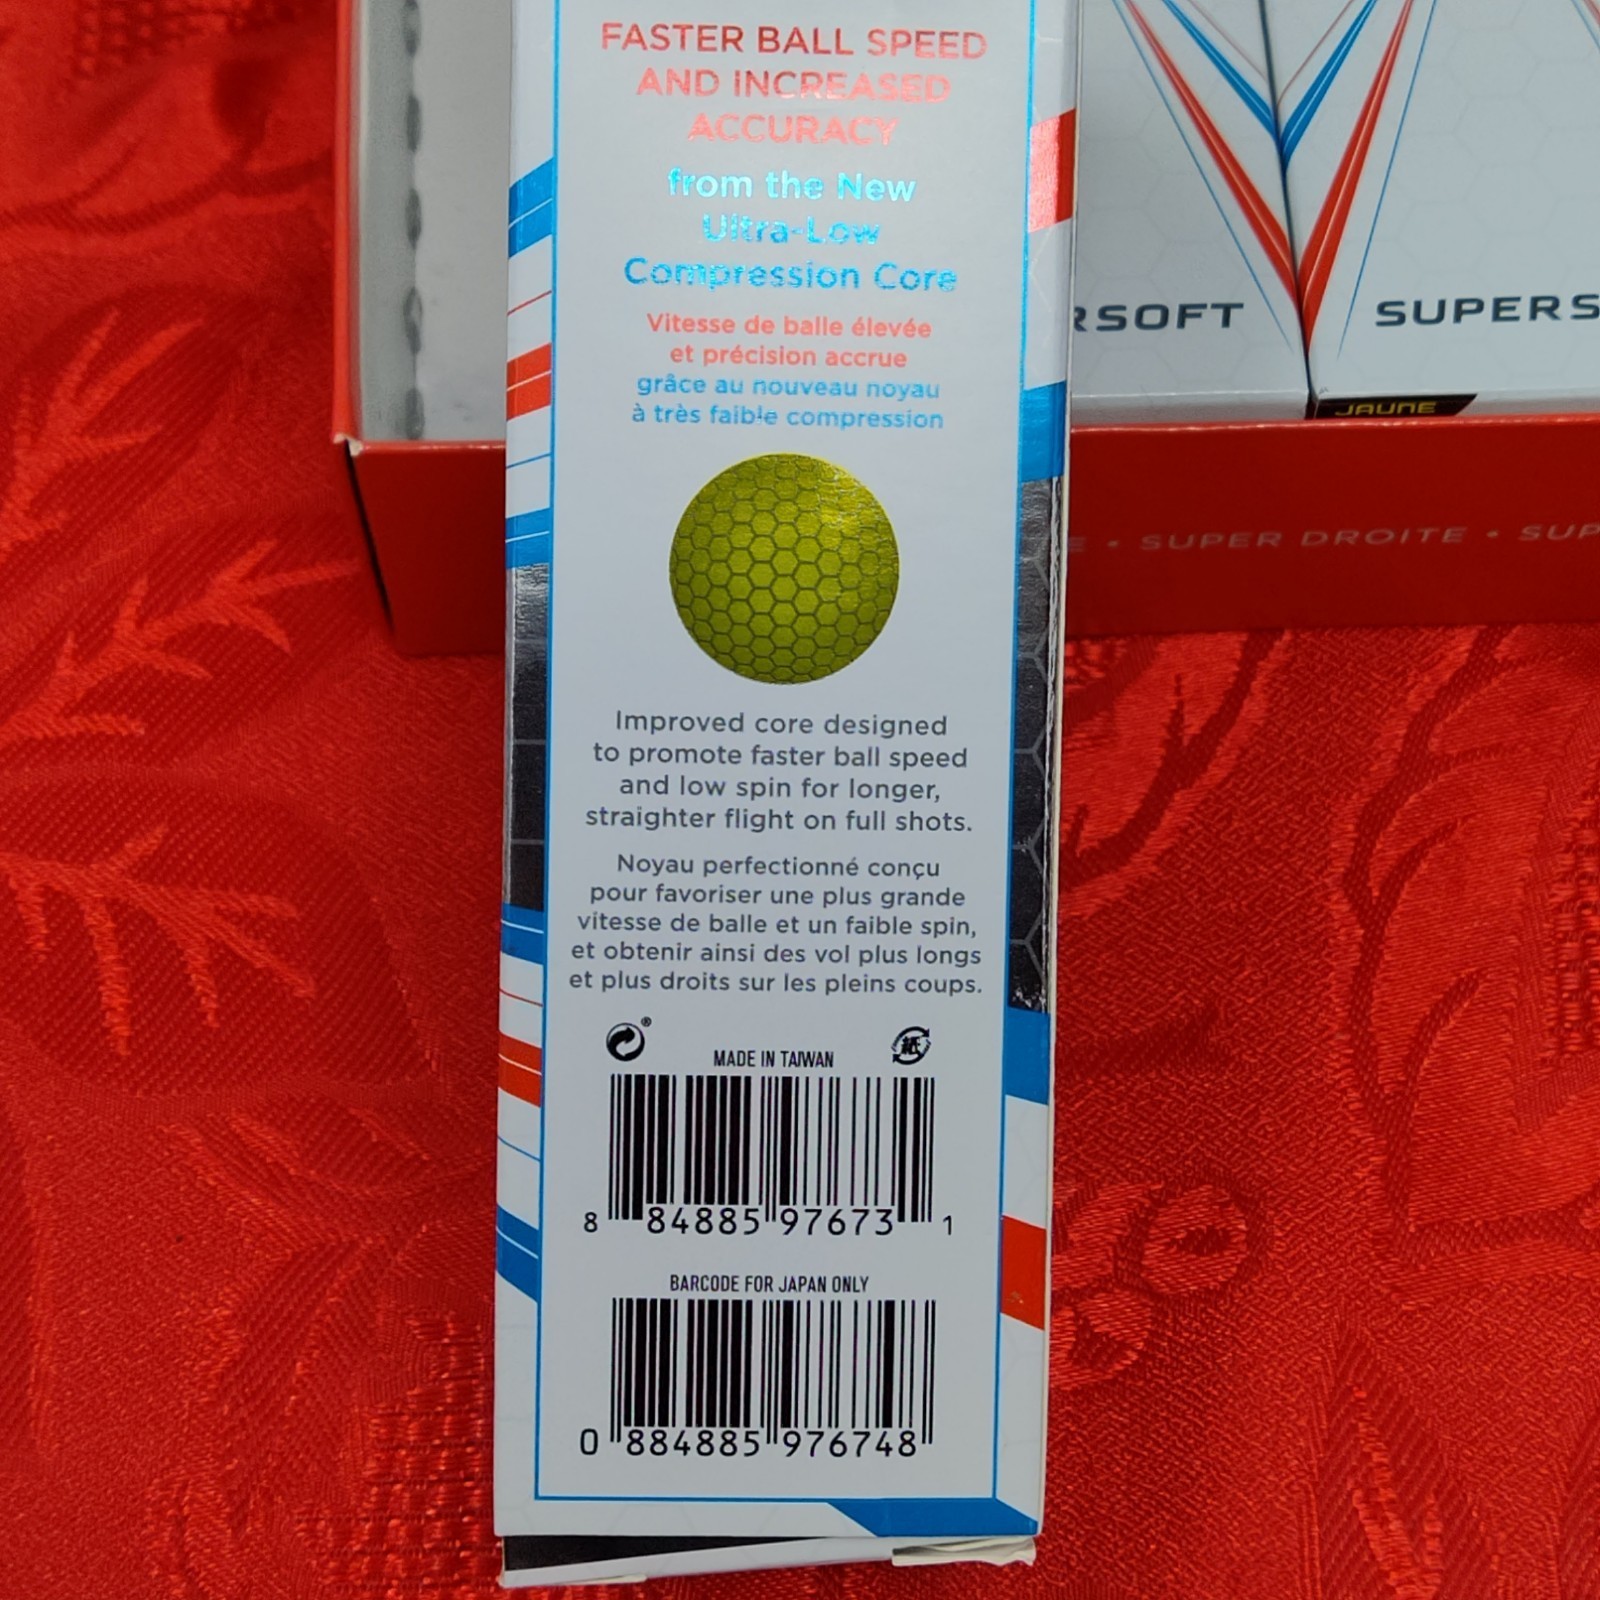 FASTER BALL SPEED
AND INCREASED
ACCURACY
from the New
Ultra-Low
Compression Core
Vitesse de balle élevée
et précision accrue
grâce au nouveau noyau
à très faible compression
Improved core designed
to promote faster ball speed
and low spin for longer,
straighter flight on full shots.
Noyau perfectionné conçu
pour favoriser une plus grande
vitesse de balle et un faible spin,
et obtenir ainsi des vol plus longs
et plus droits sur les pleins coups.
®
紙
MADE IN TAIWAN
8 84885 97673 1
BARCODE FOR JAPAN ONLY
0 884885 976748
RSOFT
SUPERS
JAUNE
E • SUPER DROITE • SUP